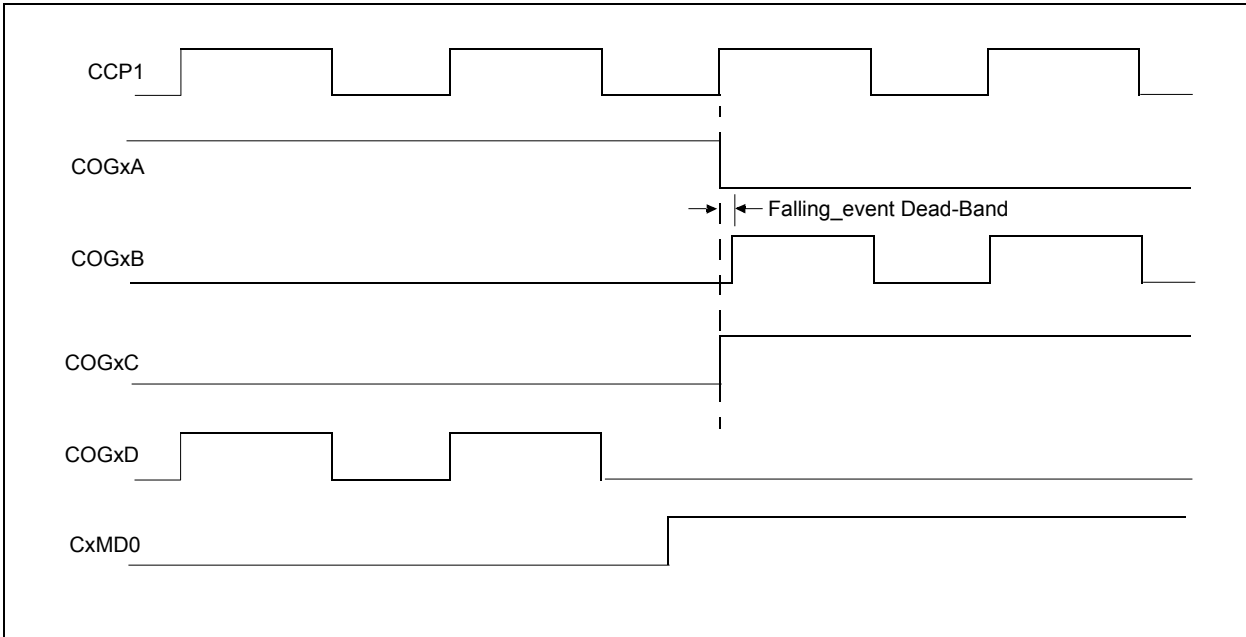 CCP1
COGxA
Falling_event Dead-Band
COGxB
COGxC
COGxD
CxMD0